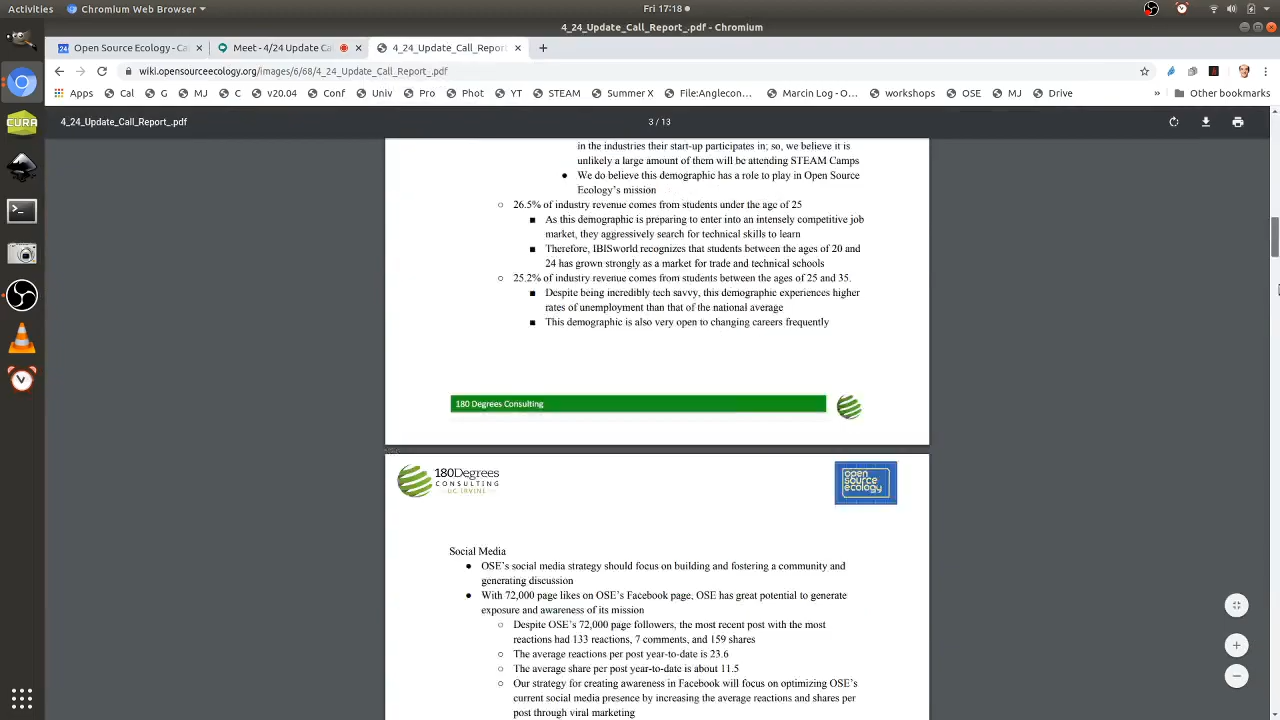 Activities
Chromium Web Browser
Fri 17:18
4_24_Update_Call_Report_.pdf - Chromium
Open Source Ecology - Ca
Meet - 4/24 Update Ca
4_24_Update_Call_Report
wiki.opensourceecology.org/images/6/68/4_24_Update_Call_Report_.pdf
Apps Cal G MJ C v20.04 Conf Univ Pro Phot YT STEAM Summer X File:Anglecon... Marcin Log - O... workshops OSE MJ Drive » Other bookmarks
4_24_Update_Call_Report_.pdf
3 / 13
CURA
in the industries their start-up participates in; so, we believe it is
unlikely a large amount of them will be attending STEAM Camps
● We do believe this demographic has a role to play in Open Source
Ecology's mission
○ 26.5% of industry revenue comes from students under the age of 25
■ As this demographic is preparing to enter into an intensely competitive job
market, they aggressively search for technical skills to learn
■ Therefore, IBISworld recognizes that students between the ages of 20 and
24 has grown strongly as a market for trade and technical schools
○ 25.2% of industry revenue comes from students between the ages of 25 and 35.
■ Despite being incredibly tech savvy, this demographic experiences higher
rates of unemployment than that of the national average
■ This demographic is also very open to changing careers frequently
180 Degrees Consulting
180Degrees
CONSULTING
UC IRVINE
open
source
ecology
Social Media
● OSE's social media strategy should focus on building and fostering a community and
generating discussion
● With 72,000 page likes on OSE's Facebook page, OSE has great potential to generate
exposure and awareness of its mission
○ Despite OSE's 72,000 page followers, the most recent post with the most
reactions had 133 reactions, 7 comments, and 159 shares
○ The average reactions per post year-to-date is 23.6
○ The average share per post year-to-date is about 11.5
○ Our strategy for creating awareness in Facebook will focus on optimizing OSE's
current social media presence by increasing the average reactions and shares per
post through viral marketing